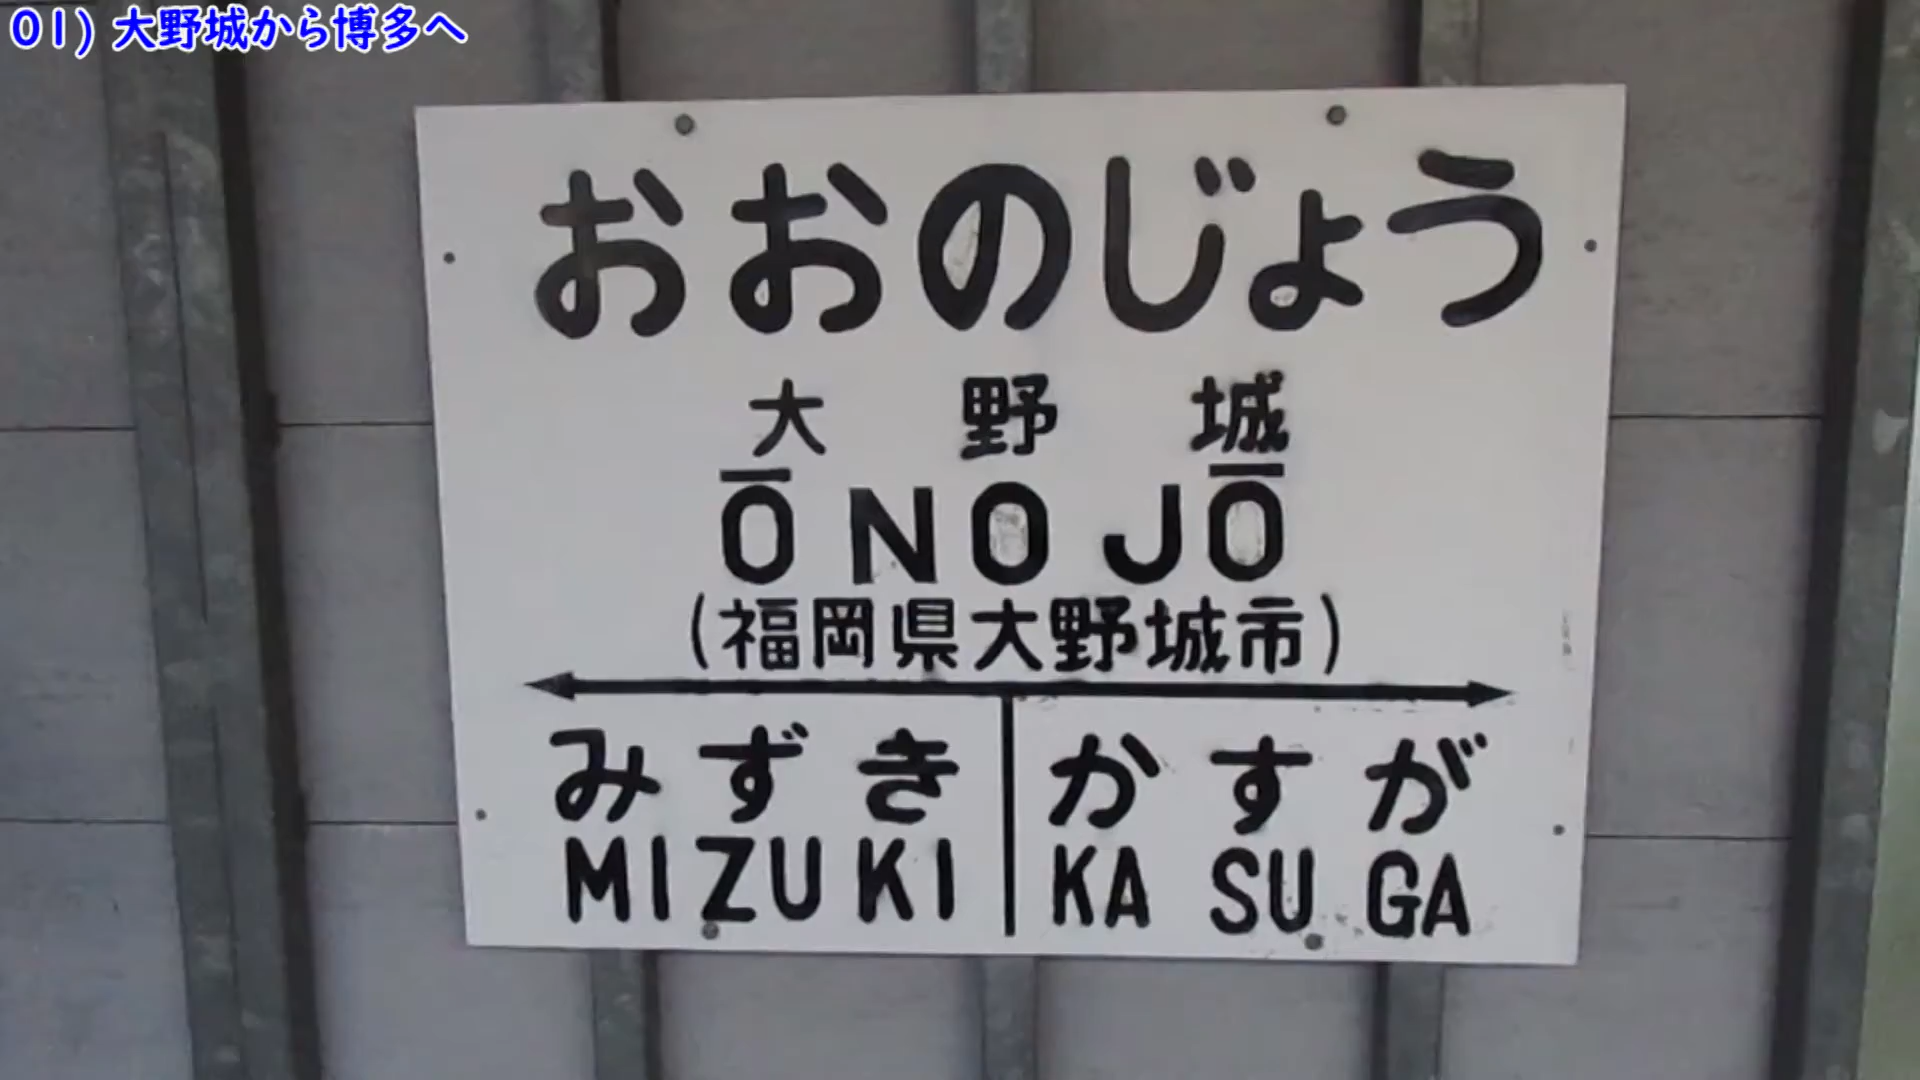 01) 大野城から博多へ
おおのじょう
大野城
ŌNOJŌ
(福岡県大野城市)
みずき かすが
MIZUKI KASUGA